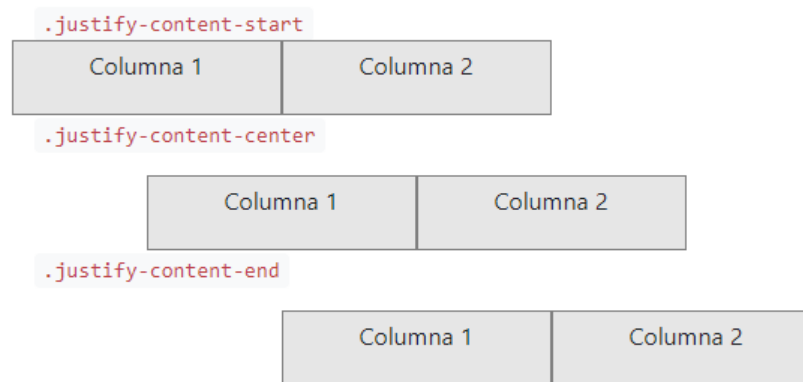 .justify-content-start
Columna 1 Columna 2
.justify-content-center
Columna 1 Columna 2
.justify-content-end
Columna 1 Columna 2